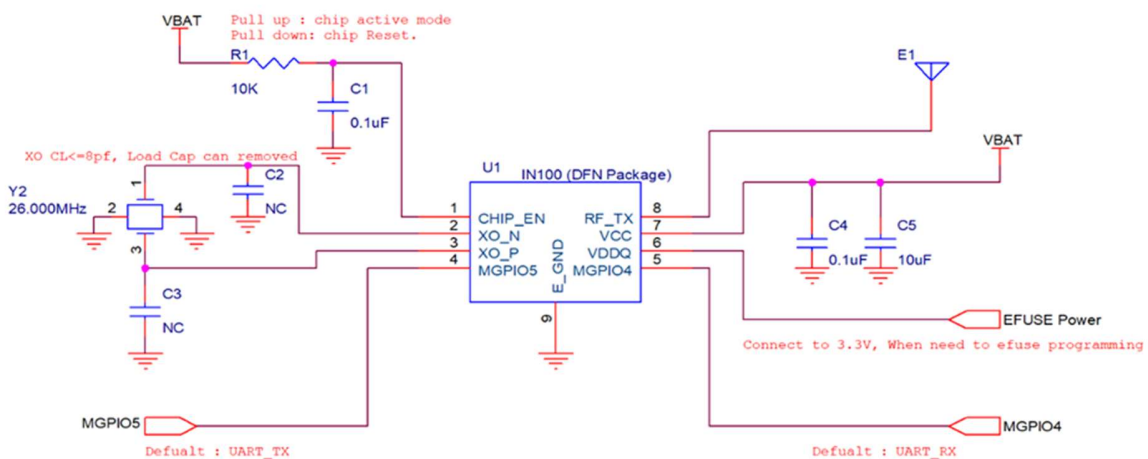 VBAT
Pull up : chip active mode
Pull down: chip Reset.
R1
10K
C1
0.1uF
E1
VBAT
XO CL<=8pf, Load Cap can removed
Y2
26.000MHz
1
2
4
3
C2
NC
C3
NC
U1
IN100 (DFN Package)
1
2
3
4
CHIP_EN
XO_N
XO_P
MGPIO5
E_GND
9
RF_TX
VCC
VDDQ
MGPIO4
8
7
6
5
C4
0.1uF
C5
10uF
EFUSE Power
Connect to 3.3V, When need to efuse programming
MGPIO5
Defualt : UART_TX
MGPIO4
Defualt : UART_RX